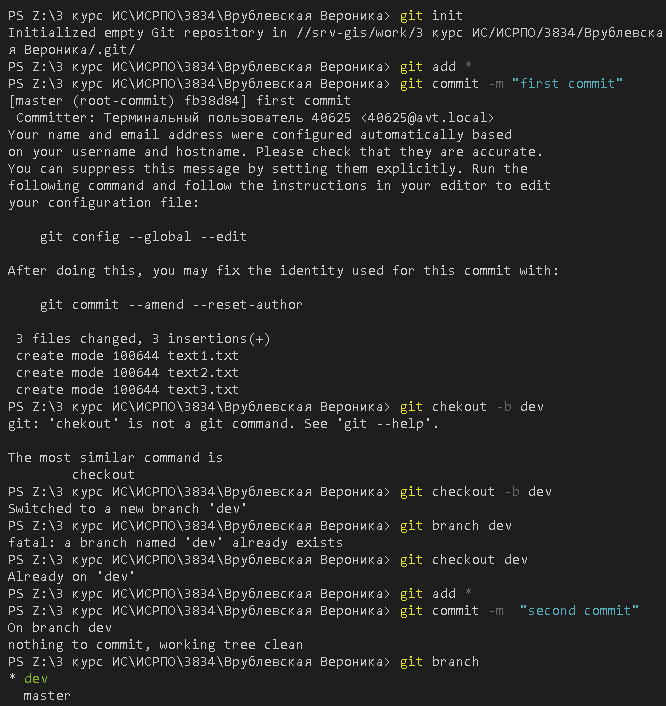 PS Z:\3 курс ИС\ИСРПО\3834\Врублевская Вероника> git init
Initialized empty Git repository in //srv-gis/work/3 курс ИС/ИСРПО/3834/Врублевска
я Вероника/.git/
PS Z:\3 курс ИС\ИСРПО\3834\Врублевская Вероника> git add *
PS Z:\3 курс ИС\ИСРПО\3834\Врублевская Вероника> git commit -m "first commit"
[master (root-commit) fb38d84] first commit
 Committer: Терминальный пользователь 40625 <40625@avt.local>
Your name and email address were configured automatically based
on your username and hostname. Please check that they are accurate.
You can suppress this message by setting them explicitly. Run the
following command and follow the instructions in your editor to edit
your configuration file:

    git config --global --edit

After doing this, you may fix the identity used for this commit with:

    git commit --amend --reset-author

 3 files changed, 3 insertions(+)
 create mode 100644 text1.txt
 create mode 100644 text2.txt
 create mode 100644 text3.txt
PS Z:\3 курс ИС\ИСРПО\3834\Врублевская Вероника> git chekout -b dev
git: 'chekout' is not a git command. See 'git --help'.

The most similar command is
        checkout
PS Z:\3 курс ИС\ИСРПО\3834\Врублевская Вероника> git checkout -b dev
Switched to a new branch 'dev'
PS Z:\3 курс ИС\ИСРПО\3834\Врублевская Вероника> git branch dev
fatal: a branch named 'dev' already exists
PS Z:\3 курс ИС\ИСРПО\3834\Врублевская Вероника> git checkout dev
Already on 'dev'
PS Z:\3 курс ИС\ИСРПО\3834\Врублевская Вероника> git add *
PS Z:\3 курс ИС\ИСРПО\3834\Врублевская Вероника> git commit -m  "second commit"
On branch dev
nothing to commit, working tree clean
PS Z:\3 курс ИС\ИСРПО\3834\Врублевская Вероника> git branch
* dev
  master